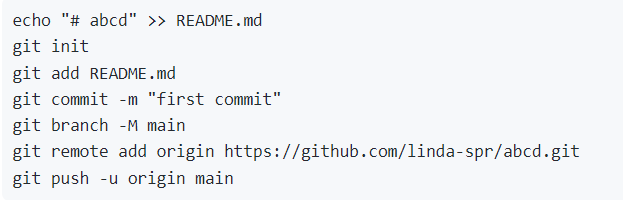 echo "# abcd" >> README.md
git init
git add README.md
git commit -m "first commit"
git branch -M main
git remote add origin https://github.com/linda-spr/abcd.git
git push -u origin main